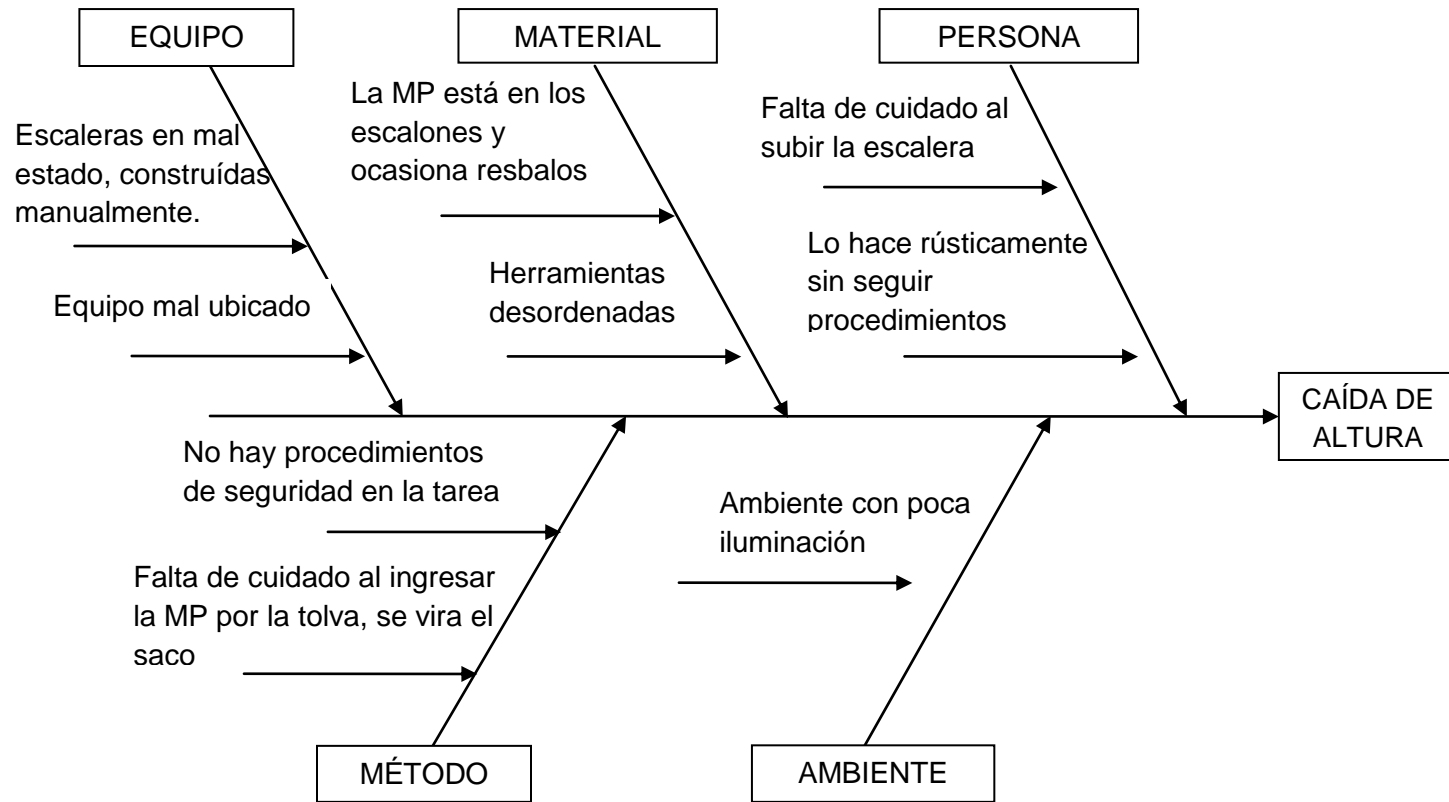 EQUIPO
MATERIAL
PERSONA
Escaleras en mal
estado, construídas
manualmente.
Equipo mal ubicado
La MP está en los
escalones y
ocasiona resbalos
Herramientas
desordenadas
Falta de cuidado al
subir la escalera
Lo hace rústicamente
sin seguir
procedimientos
CAÍDA DE
ALTURA
No hay procedimientos
de seguridad en la tarea
Falta de cuidado al ingresar
la MP por la tolva, se vira el
saco
Ambiente con poca
iluminación
MÉTODO
AMBIENTE